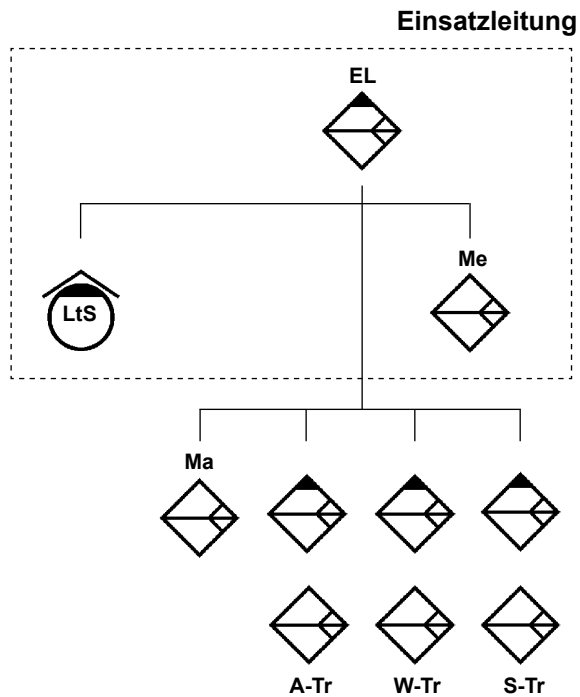 Einsatzleitung
EL
LtS
Me
Ma
A-Tr
W-Tr
S-Tr